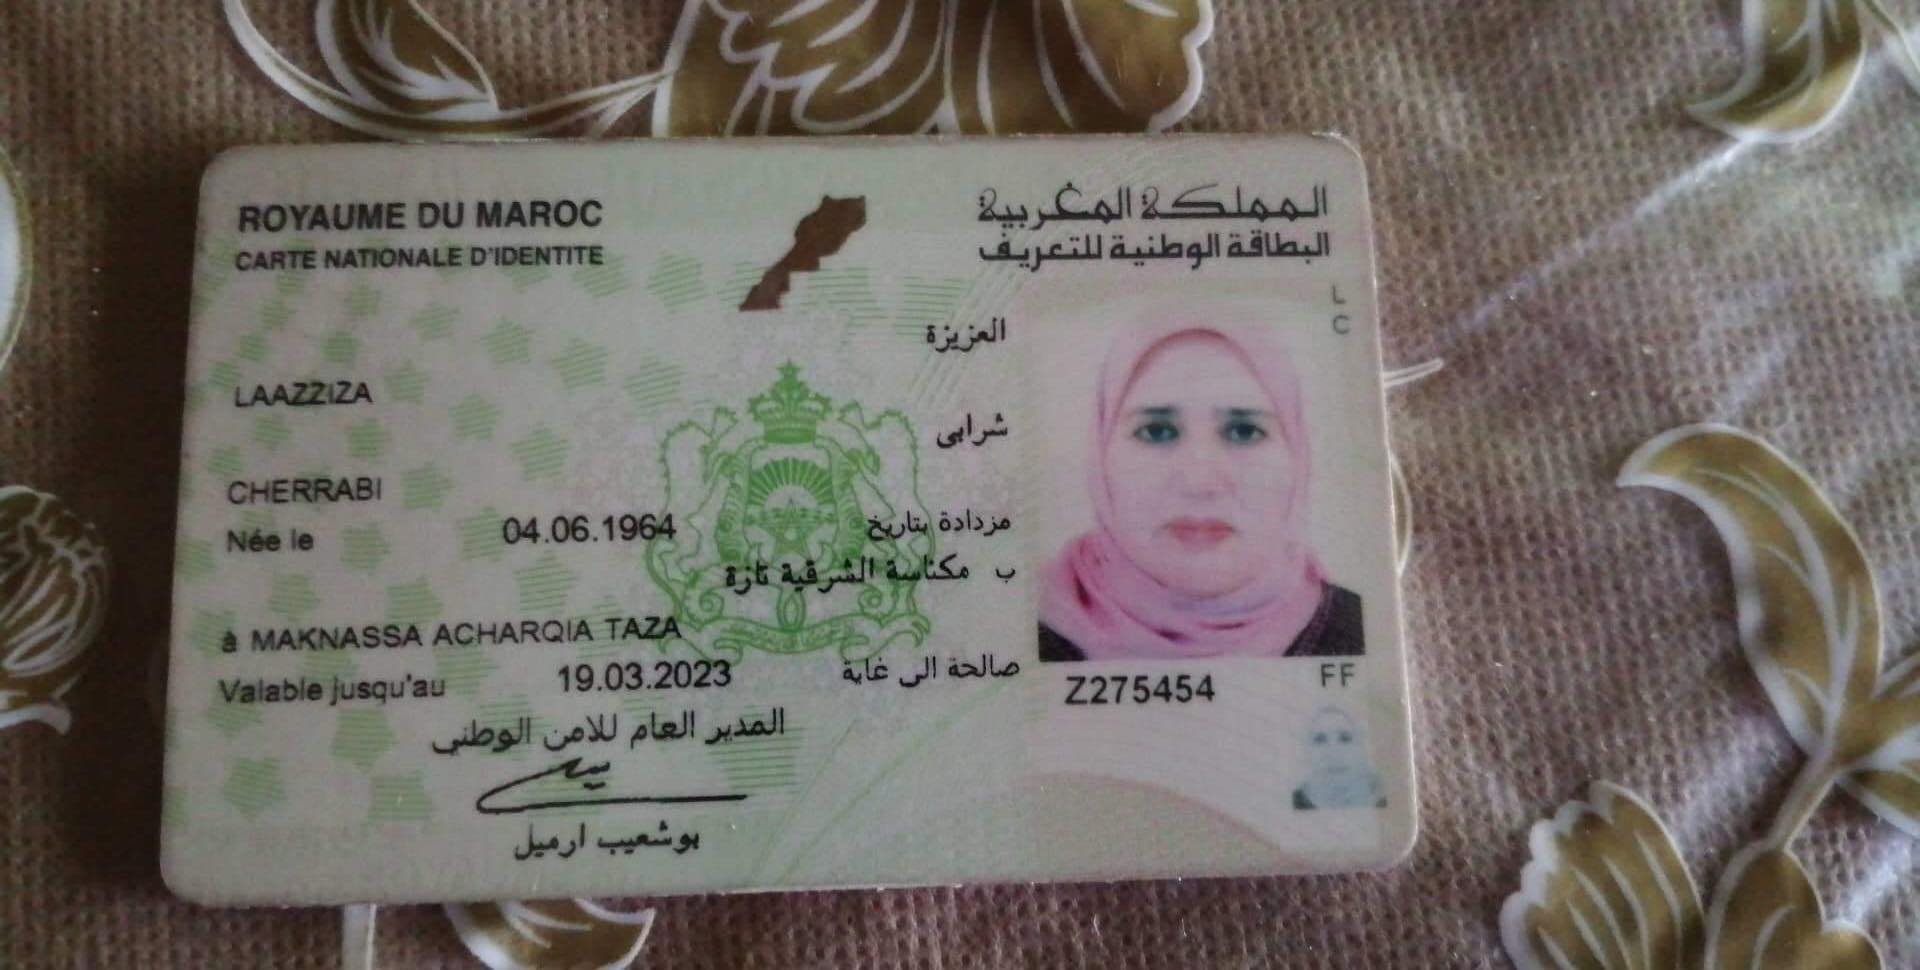 ROYAUME DU MAROC
المملكة المغربية
CARTE NATIONALE D'IDENTITE
البطاقة الوطنية للتعريف
L
C
العزيزة
LAAZZIZA
شرابى
CHERRABI
Née le 04.06.1964 مزدادة بتاريخ
ب مكناسة الشرقية تازة
à MAKNASSA ACHARQIA TAZA
Valable jusqu'au 19.03.2023 صالحة الى غاية
Z275454
FF
المدير العام للامن الوطني
بوشعيب ارميل